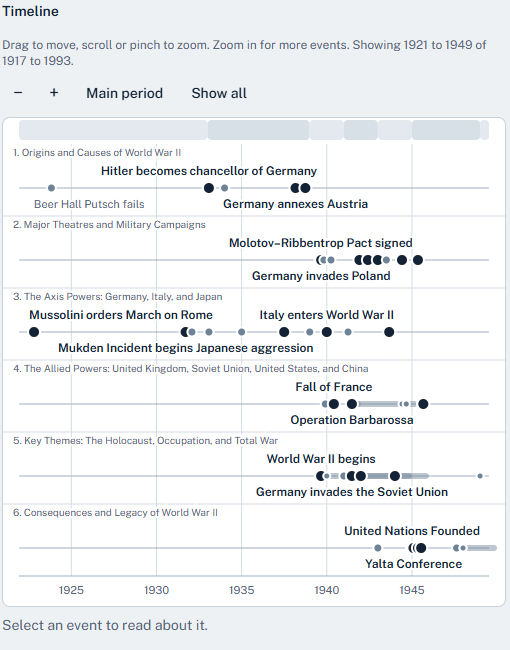 Timeline
Drag to move, scroll or pinch to zoom. Zoom in for more events. Showing 1921 to 1949 of
1917 to 1993.
− + Main period Show all
1. Origins and Causes of World War II
Hitler becomes chancellor of Germany
Beer Hall Putsch fails Germany annexes Austria
2. Major Theatres and Military Campaigns
Molotov–Ribbentrop Pact signed
Germany invades Poland
3. The Axis Powers: Germany, Italy, and Japan
Mussolini orders March on Rome Italy enters World War II
Mukden Incident begins Japanese aggression
4. The Allied Powers: United Kingdom, Soviet Union, United States, and China
Fall of France
Operation Barbarossa
5. Key Themes: The Holocaust, Occupation, and Total War
World War II begins
Germany invades the Soviet Union
6. Consequences and Legacy of World War II
United Nations Founded
Yalta Conference
1925 1930 1935 1940 1945
Select an event to read about it.